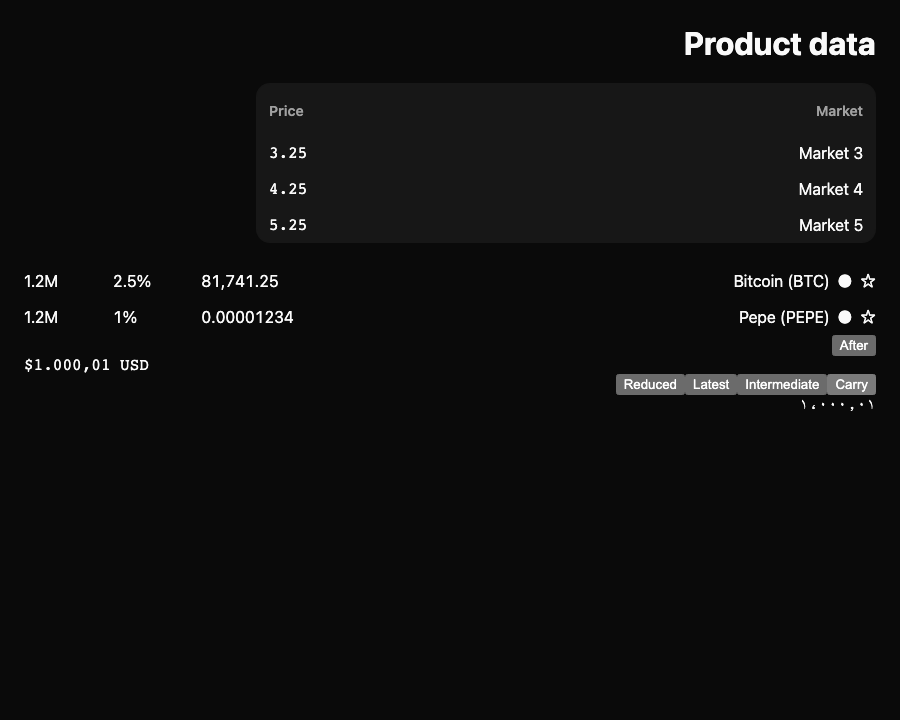 Product data
Market Price
Market 3 3.25
Market 4 4.25
Market 5 5.25
☆ Bitcoin (BTC) 81,741.25 2.5% 1.2M
☆ Pepe (PEPE) 0.00001234 1% 1.2M
After
$1.000,01 USD
Carry Intermediate Latest Reduced
١٬٠٠٠٫٠١